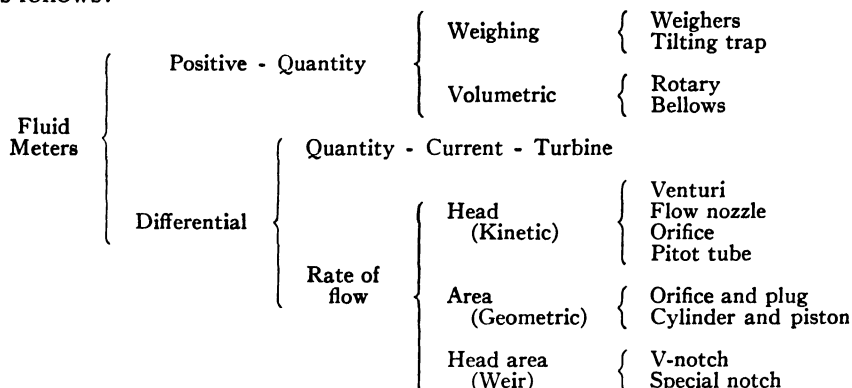 s follows:
Weighing { Weighers
Tilting trap
Positive - Quantity
Volumetric { Rotary
Bellows
Fluid
Meters
Quantity - Current - Turbine
Differential
Head
(Kinetic)
Venturi
Flow nozzle
Orifice
Pitot tube
Rate of
flow
Area
(Geometric)
Orifice and plug
Cylinder and piston
Head area
(Weir)
V-notch
Special notch